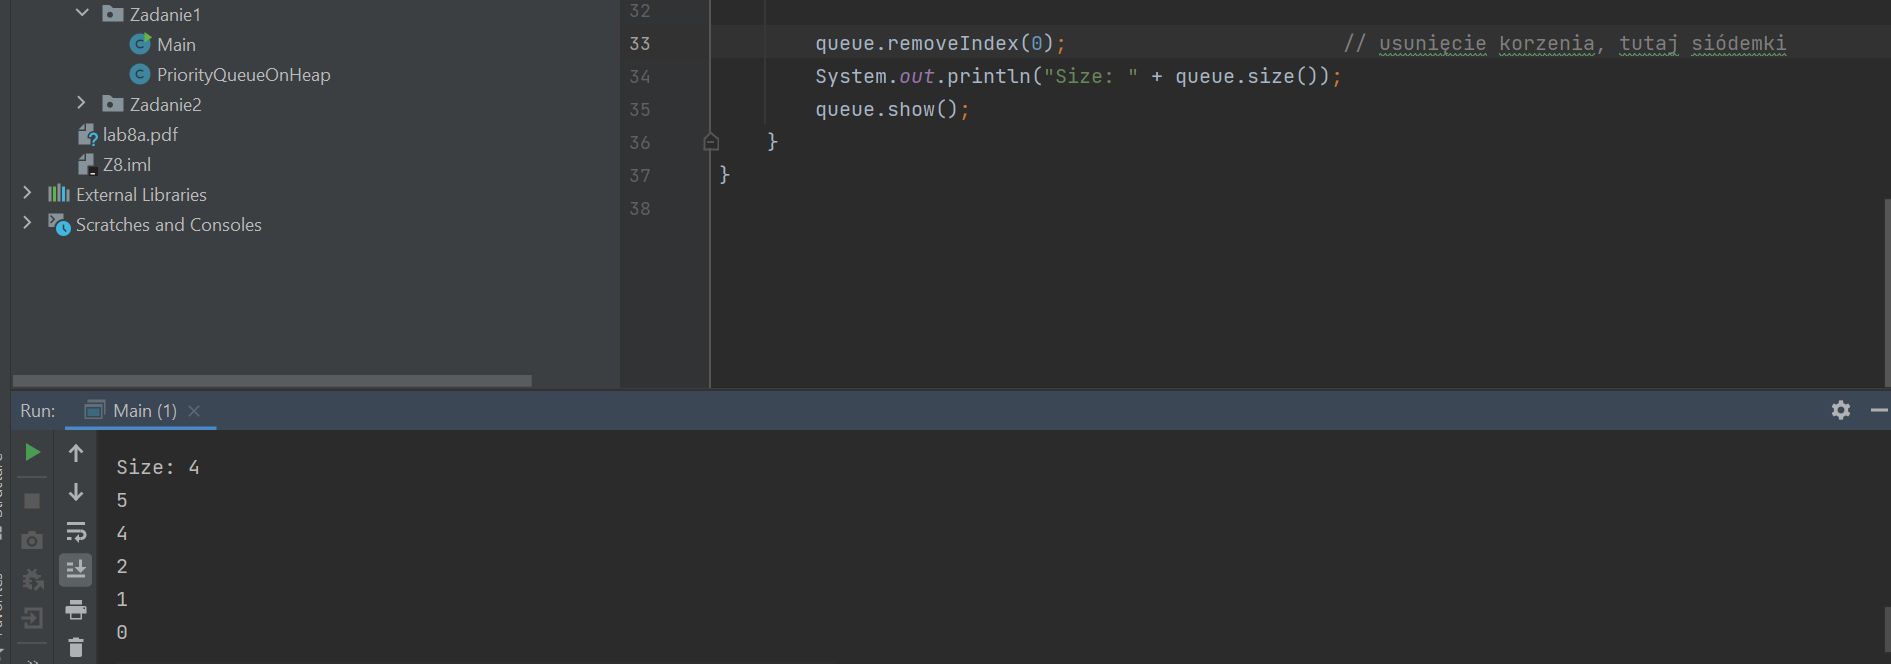 Zadanie1
Main
PriorityQueueOnHeap
Zadanie2
lab8a.pdf
Z8.iml
External Libraries
Scratches and Consoles
32
33 queue.removeIndex(0); // usunięcie korzenia, tutaj siódemki
34 System.out.println("Size: " + queue.size());
35 queue.show();
36 }
37 }
38
Run: Main (1)
Size: 4
5
4
2
1
0